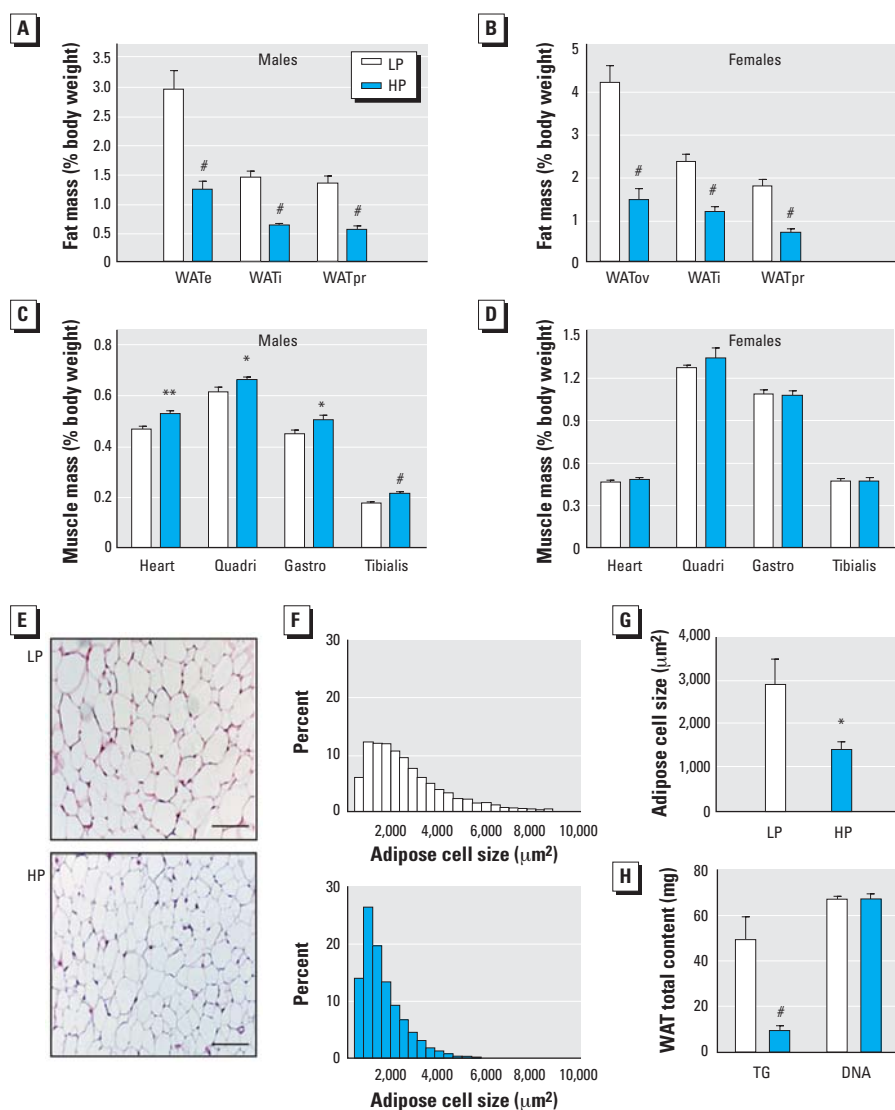 A
Fat mass (% body weight)
3.5
3.0
2.5
2.0
1.5
1.0
0.5
0
Males
LP
HP
#
#
#
WATe
WATi
WATpr
B
Fat mass (% body weight)
5
4
3
2
1
0
Females
#
#
#
WATov
WATi
WATpr
C
Muscle mass (% body weight)
0.8
0.6
0.4
0.2
0
Males
**
*
*
#
Heart
Quadri
Gastro
Tibialis
D
Muscle mass (% body weight)
1.5
1.2
0.9
0.6
0.3
0
Females
Heart
Quadri
Gastro
Tibialis
E
LP
HP
F
Percent
30
20
10
0
2,000
4,000
6,000
8,000
10,000
Adipose cell size (μm²)
Percent
30
20
10
0
2,000
4,000
6,000
8,000
10,000
Adipose cell size (μm²)
G
Adipose cell size (μm²)
4,000
3,000
2,000
1,000
0
*
LP
HP
H
WAT total content (mg)
80
60
40
20
0
#
TG
DNA